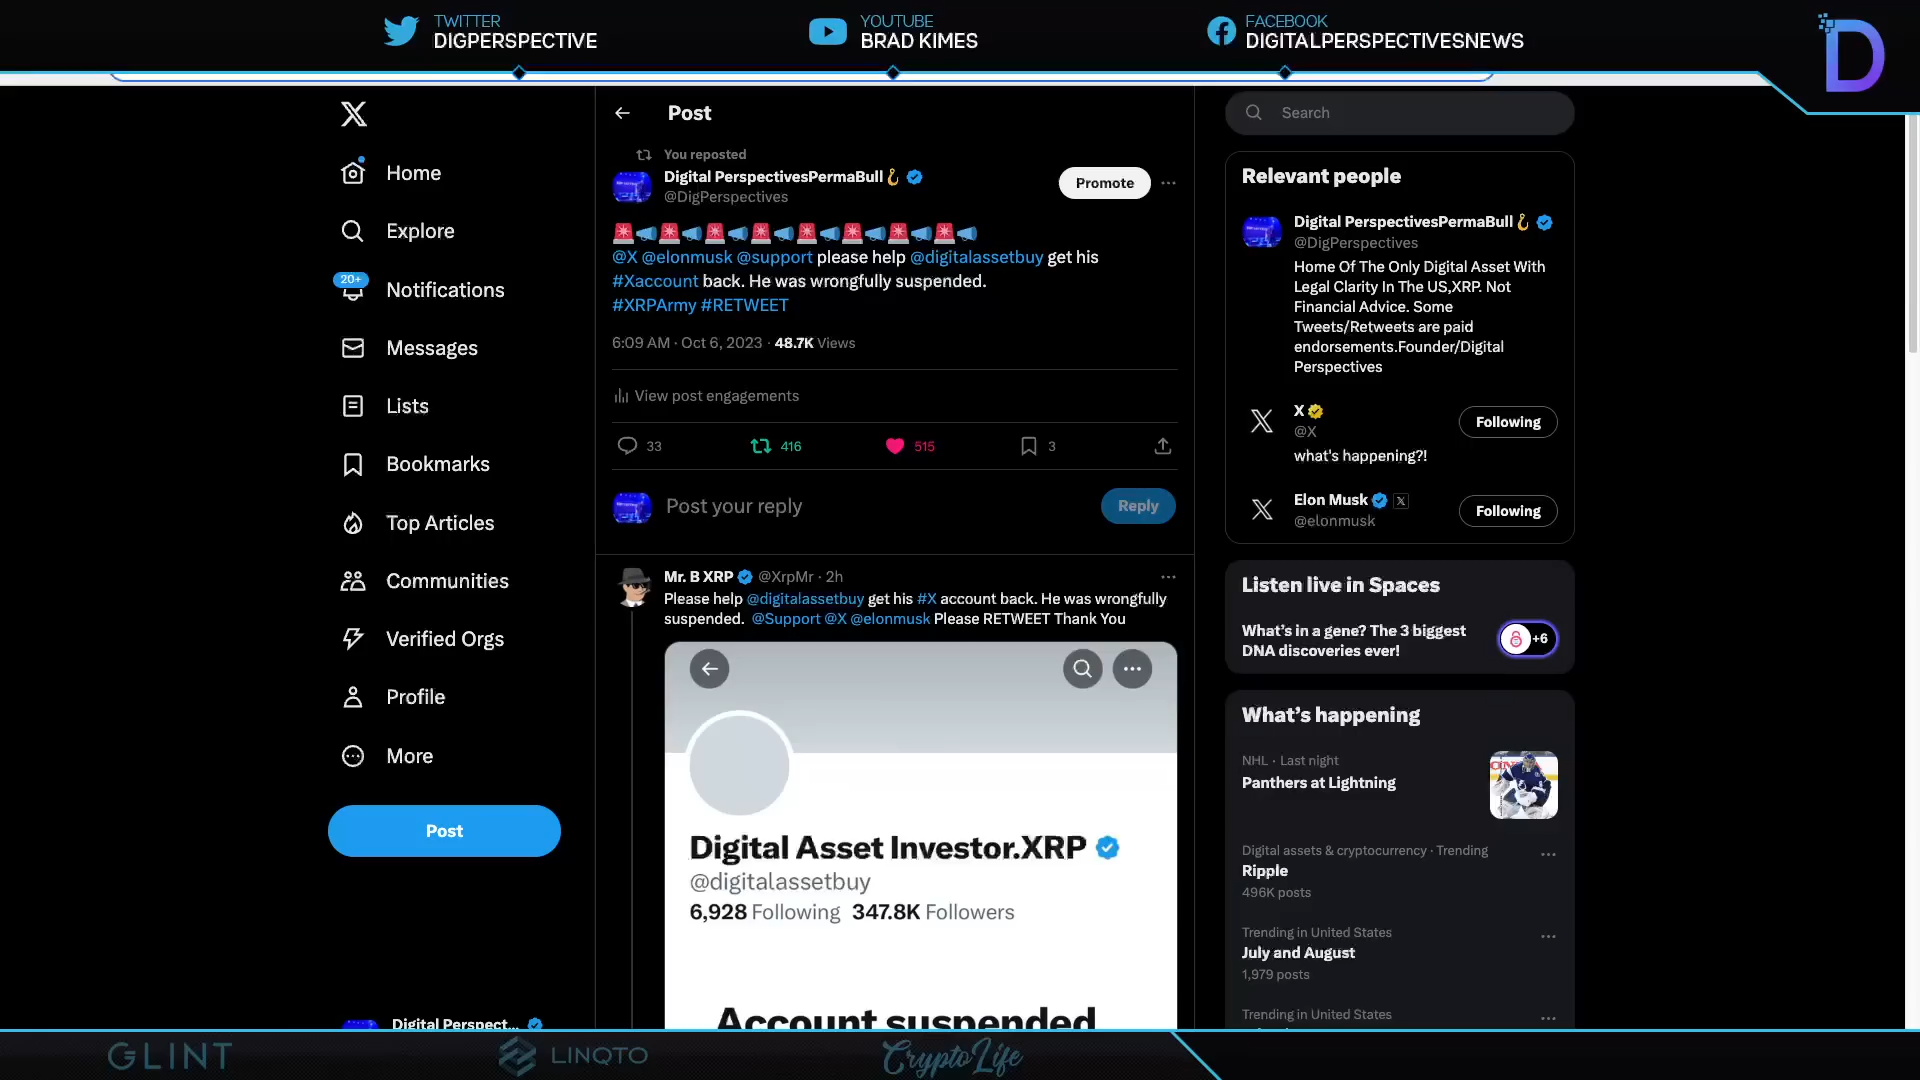 TWITTER
DIGPERSPECTIVE
YOUTUBE
BRAD KIMES
FACEBOOK
DIGITALPERSPECTIVESNEWS
D
Home
Explore
20+
Notifications
Messages
Lists
Bookmarks
Top Articles
Communities
Verified Orgs
Profile
More
Post
Digital Perspect...
Post
You reposted
Digital PerspectivesPermaBull
@DigPerspectives
Promote
@X @elonmusk @support please help @digitalassetbuy get his
#Xaccount back. He was wrongfully suspended.
#XRPArmy #RETWEET
6:09 AM · Oct 6, 2023 · 48.7K Views
View post engagements
33
416
515
3
Post your reply
Reply
Mr. B XRP @XrpMr · 2h
Please help @digitalassetbuy get his #X account back. He was wrongfully
suspended. @Support @X @elonmusk Please RETWEET Thank You
Digital Asset Investor.XRP
@digitalassetbuy
6,928 Following 347.8K Followers
Account suspended
Search
Relevant people
Digital PerspectivesPermaBull
@DigPerspectives
Home Of The Only Digital Asset With
Legal Clarity In The US,XRP. Not
Financial Advice. Some
Tweets/Retweets are paid
endorsements.Founder/Digital
Perspectives
X
@X
Following
what's happening?!
Elon Musk
@elonmusk
Following
Listen live in Spaces
What's in a gene? The 3 biggest
DNA discoveries ever!
+6
What's happening
NHL · Last night
Panthers at Lightning
Digital assets & cryptocurrency · Trending
Ripple
496K posts
Trending in United States
July and August
1,979 posts
Trending in United States
GLINT
LINQTO
CryptoLife